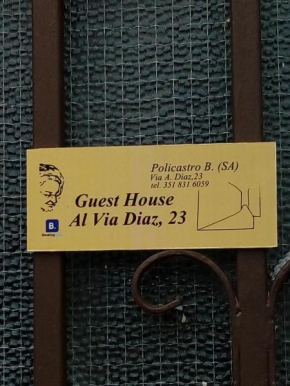 Policastro B. (SA)
Via A. Diaz,23
tel. 351 831 6059
Guest House
Al Via Diaz, 23
B.